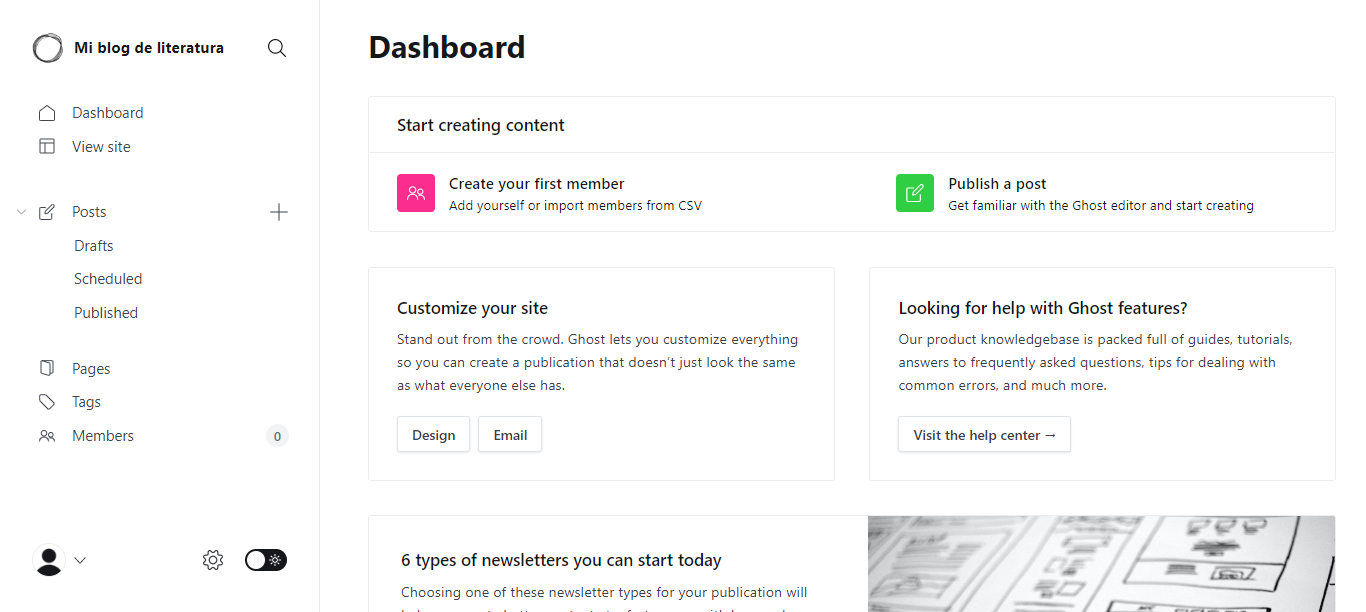 Mi blog de literatura
Dashboard
View site
Posts
Drafts
Scheduled
Published
Pages
Tags
Members
0
Dashboard
Start creating content
Create your first member
Add yourself or import members from CSV
Publish a post
Get familiar with the Ghost editor and start creating
Customize your site
Stand out from the crowd. Ghost lets you customize everything
so you can create a publication that doesn’t just look the same
as what everyone else has.
Design
Email
Looking for help with Ghost features?
Our product knowledgebase is packed full of guides, tutorials,
answers to frequently asked questions, tips for dealing with
common errors, and much more.
Visit the help center →
6 types of newsletters you can start today
Choosing one of these newsletter types for your publication will